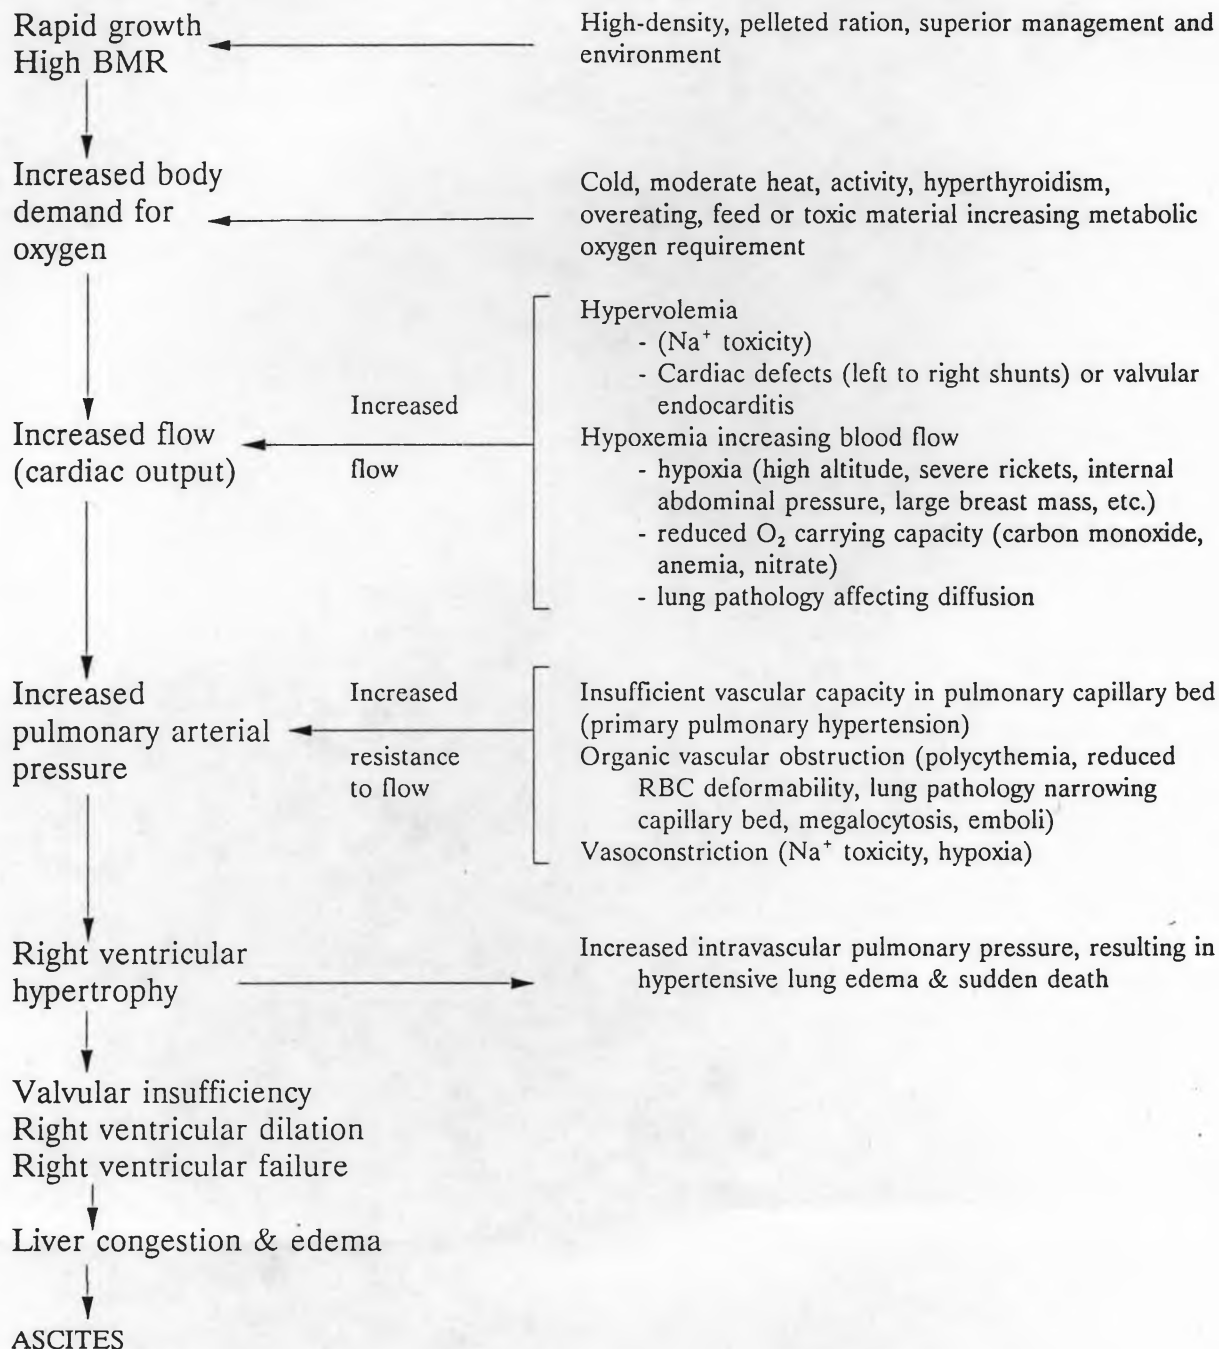 Rapid growth
High BMR
High-density, pelleted ration, superior management and
environment
Increased body
demand for
oxygen
Cold, moderate heat, activity, hyperthyroidism,
overeating, feed or toxic material increasing metabolic
oxygen requirement
Increased flow
(cardiac output)
Increased
flow
Hypervolemia
- (Na⁺ toxicity)
- Cardiac defects (left to right shunts) or valvular
endocarditis
Hypoxemia increasing blood flow
- hypoxia (high altitude, severe rickets, internal
abdominal pressure, large breast mass, etc.)
- reduced O₂ carrying capacity (carbon monoxide,
anemia, nitrate)
- lung pathology affecting diffusion
Increased
pulmonary arterial
pressure
Increased
resistance
to flow
Insufficient vascular capacity in pulmonary capillary bed
(primary pulmonary hypertension)
Organic vascular obstruction (polycythemia, reduced
RBC deformability, lung pathology narrowing
capillary bed, megalocytosis, emboli)
Vasoconstriction (Na⁺ toxicity, hypoxia)
Right ventricular
hypertrophy
Increased intravascular pulmonary pressure, resulting in
hypertensive lung edema & sudden death
Valvular insufficiency
Right ventricular dilation
Right ventricular failure
Liver congestion & edema
ASCITES